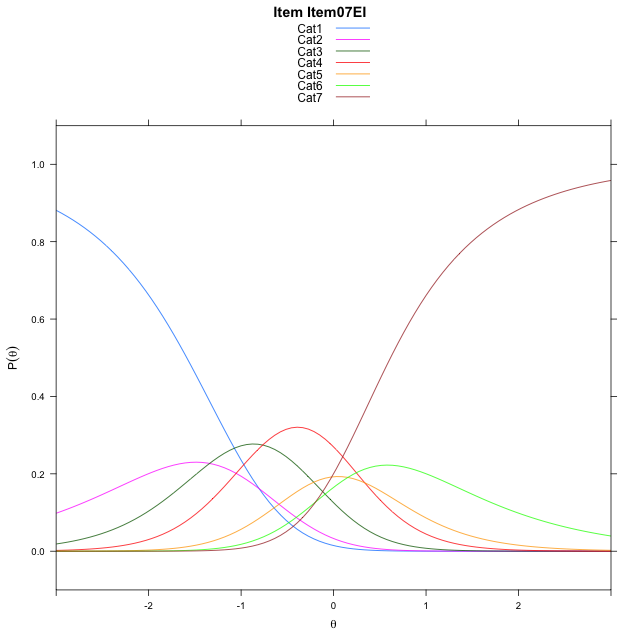 Item Item07EI
Cat1
Cat2
Cat3
Cat4
Cat5
Cat6
Cat7
1.0
0.8
0.6
0.4
0.2
0.0
P(θ)
-2 -1 0 1 2
θ